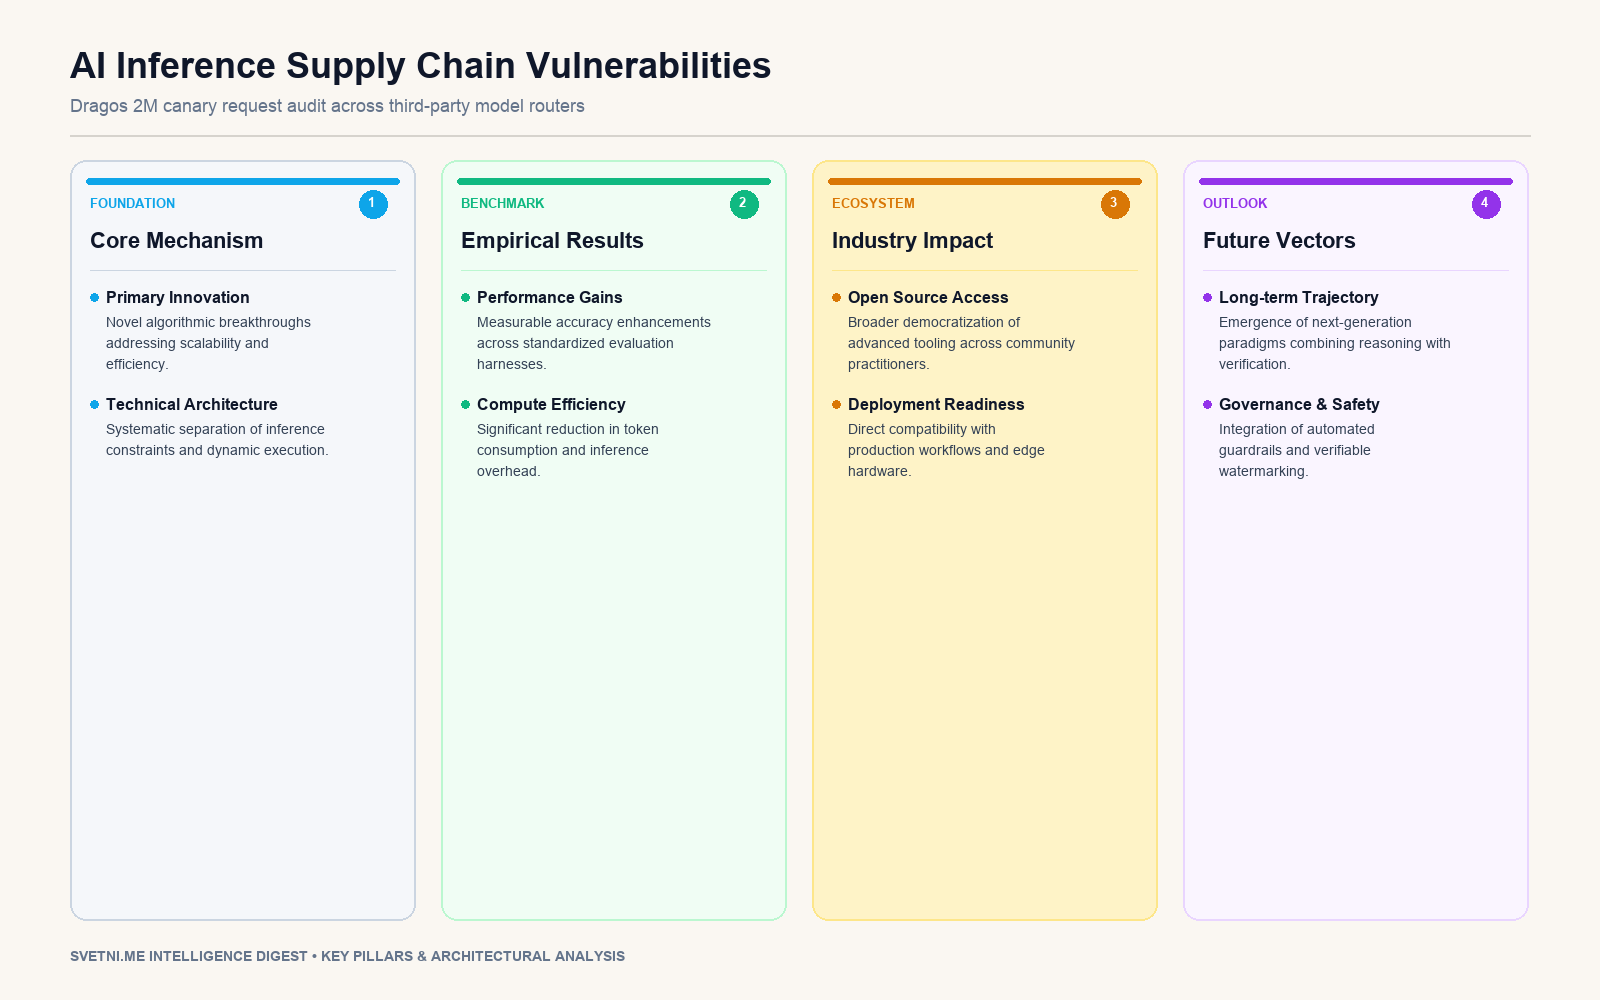 AI Inference Supply Chain Vulnerabilities
Dragos 2M canary request audit across third-party model routers
FOUNDATION
1
Core Mechanism
Primary Innovation
Novel algorithmic breakthroughs
addressing scalability and
efficiency.
Technical Architecture
Systematic separation of inference
constraints and dynamic execution.
BENCHMARK
2
Empirical Results
Performance Gains
Measurable accuracy enhancements
across standardized evaluation
harnesses.
Compute Efficiency
Significant reduction in token
consumption and inference
overhead.
ECOSYSTEM
3
Industry Impact
Open Source Access
Broader democratization of
advanced tooling across community
practitioners.
Deployment Readiness
Direct compatibility with
production workflows and edge
hardware.
OUTLOOK
4
Future Vectors
Long-term Trajectory
Emergence of next-generation
paradigms combining reasoning with
verification.
Governance & Safety
Integration of automated
guardrails and verifiable
watermarking.
SVETNI.ME INTELLIGENCE DIGEST • KEY PILLARS & ARCHITECTURAL ANALYSIS